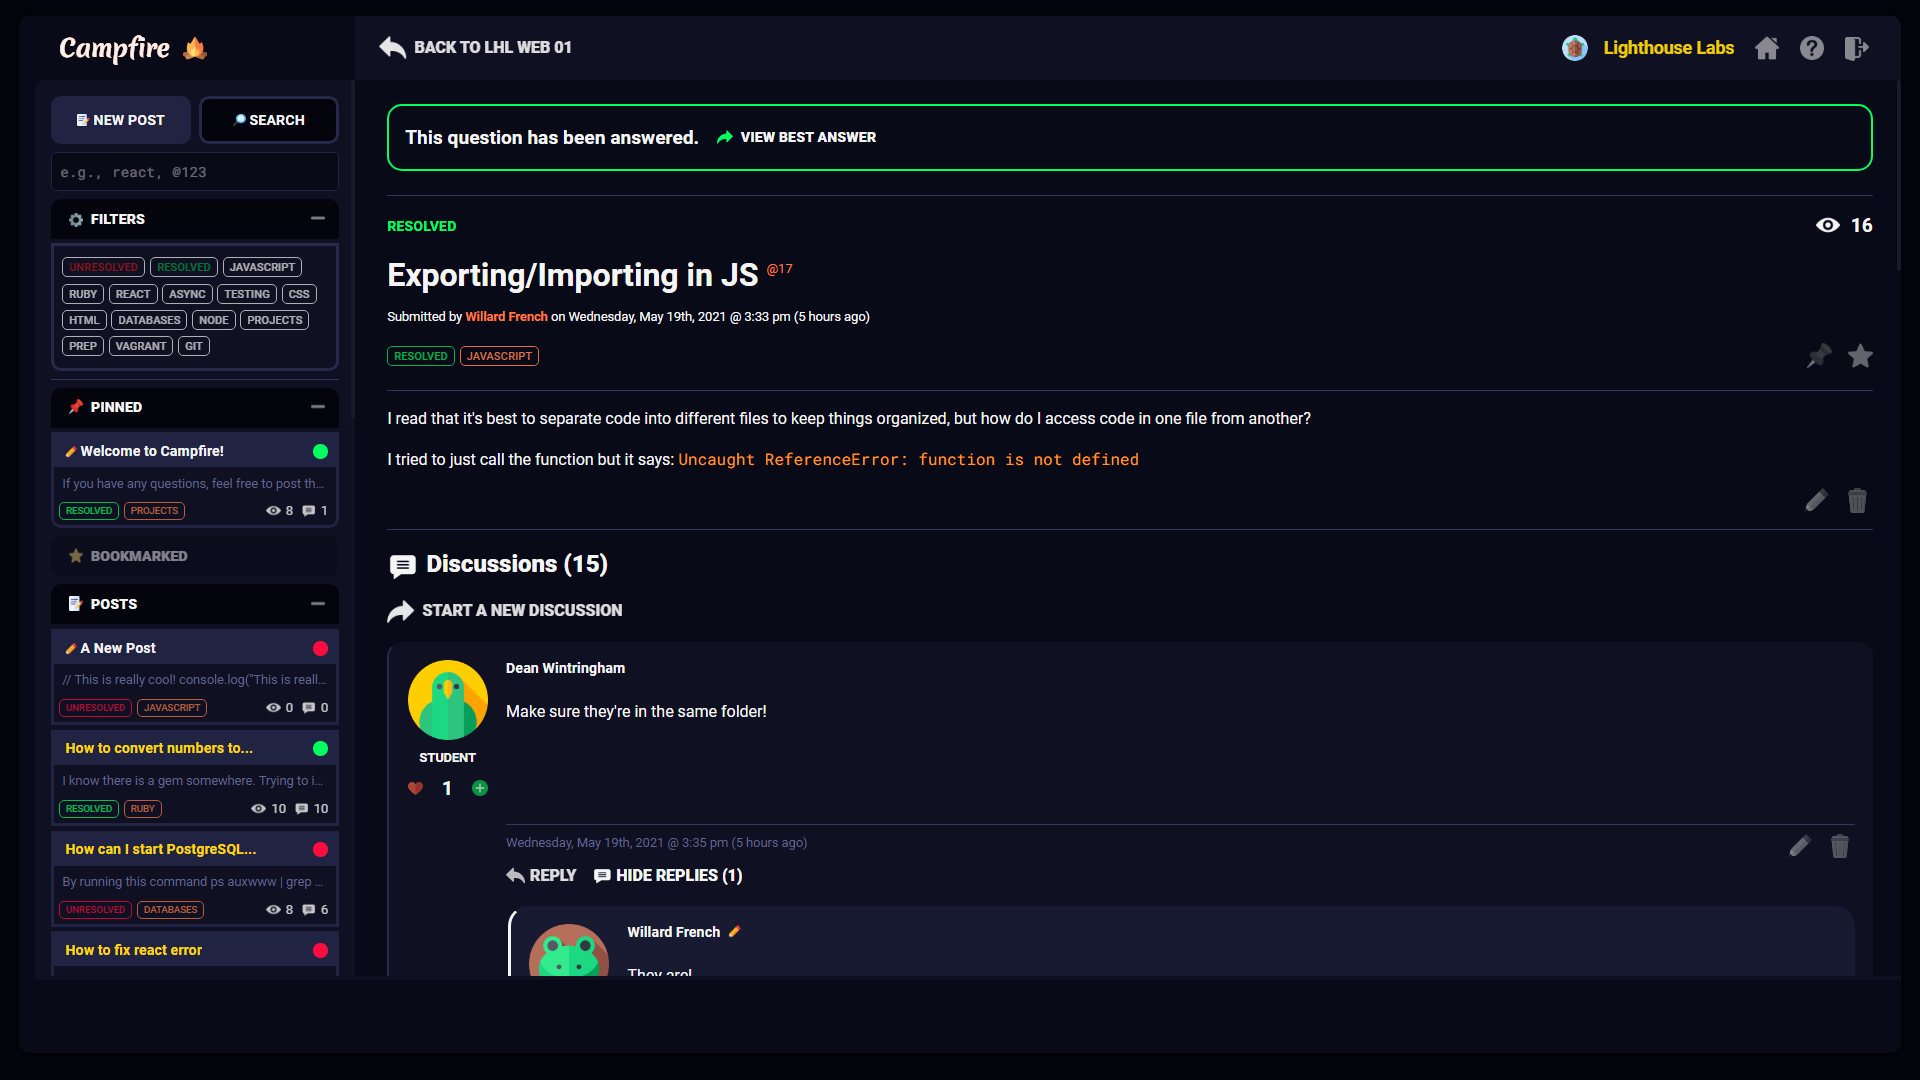 Campfire
BACK TO LHL WEB 01
Lighthouse Labs
NEW POST
SEARCH
e.g., react, @123
FILTERS
UNRESOLVED RESOLVED JAVASCRIPT
RUBY REACT ASYNC TESTING CSS
HTML DATABASES NODE PROJECTS
PREP VAGRANT GIT
PINNED
Welcome to Campfire!
If you have any questions, feel free to post th...
RESOLVED PROJECTS 8 1
BOOKMARKED
POSTS
A New Post
// This is really cool! console.log("This is reall...
UNRESOLVED JAVASCRIPT 0 0
How to convert numbers to...
I know there is a gem somewhere. Trying to i...
RESOLVED RUBY 10 10
How can I start PostgreSQL...
By running this command ps auxwww | grep ...
UNRESOLVED DATABASES 8 6
How to fix react error
This question has been answered. VIEW BEST ANSWER
RESOLVED 16
Exporting/Importing in JS @17
Submitted by Willard French on Wednesday, May 19th, 2021 @ 3:33 pm (5 hours ago)
RESOLVED JAVASCRIPT
I read that it's best to separate code into different files to keep things organized, but how do I access code in one file from another?
I tried to just call the function but it says: Uncaught ReferenceError: function is not defined
Discussions (15)
START A NEW DISCUSSION
Dean Wintringham
Make sure they're in the same folder!
STUDENT
1
Wednesday, May 19th, 2021 @ 3:35 pm (5 hours ago)
REPLY HIDE REPLIES (1)
Willard French
They are!